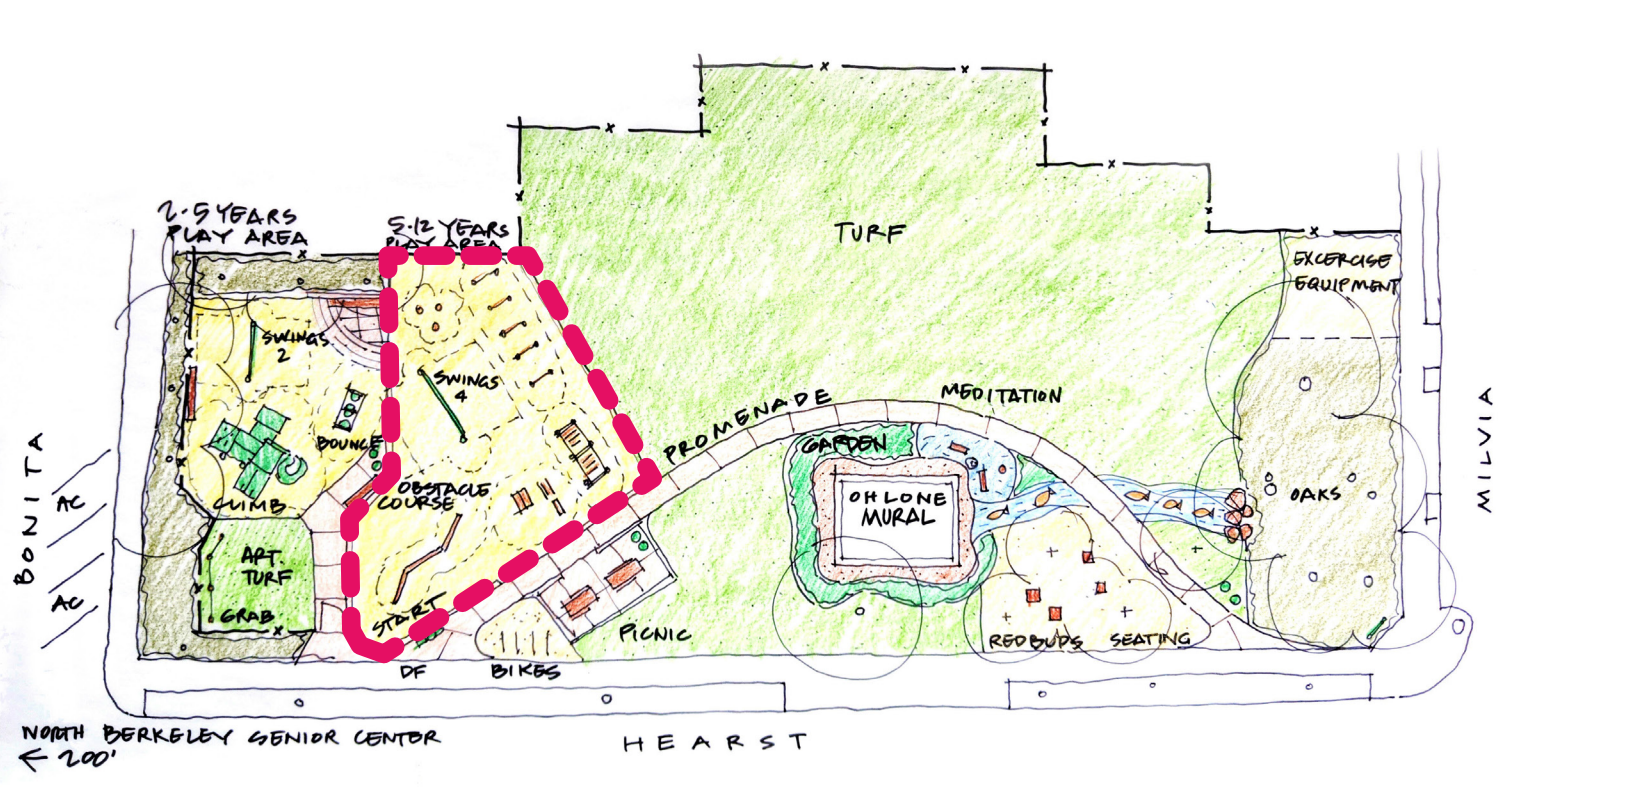 2-5 YEARS
PLAY AREA
5-12 YEARS
PLAY AREA
TURF
EXCERCISE
EQUIPMENT
SWINGS
2
SWINGS
4
BOUNCE
PROMENADE
MEDITATION
GARDEN
OHLONE
MURAL
OAKS
OBSTACLE
COURSE
CLIMB
ART.
TURF
GRAB
START
PICNIC
REDBUDS
SEATING
DF
BIKES
BONITA
AC
AC
MILVIA
NORTH BERKELEY SENIOR CENTER
← 200'
HEARST